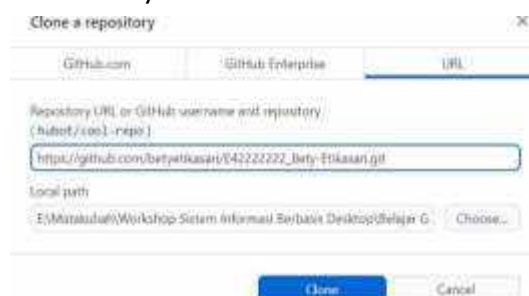 Clone a repository
GitHub.com GitHub Enterprise URL
Repository URL or GitHub username and repository
(hubot/cool-repo)
https://github.com/betyetikasari/E42222222_Bety-Etikasari.git
Local path
E:\Matakuliah\Workshop Sistem Informasi Berbasis Desktop\Belajar G Choose...
Clone Cancel